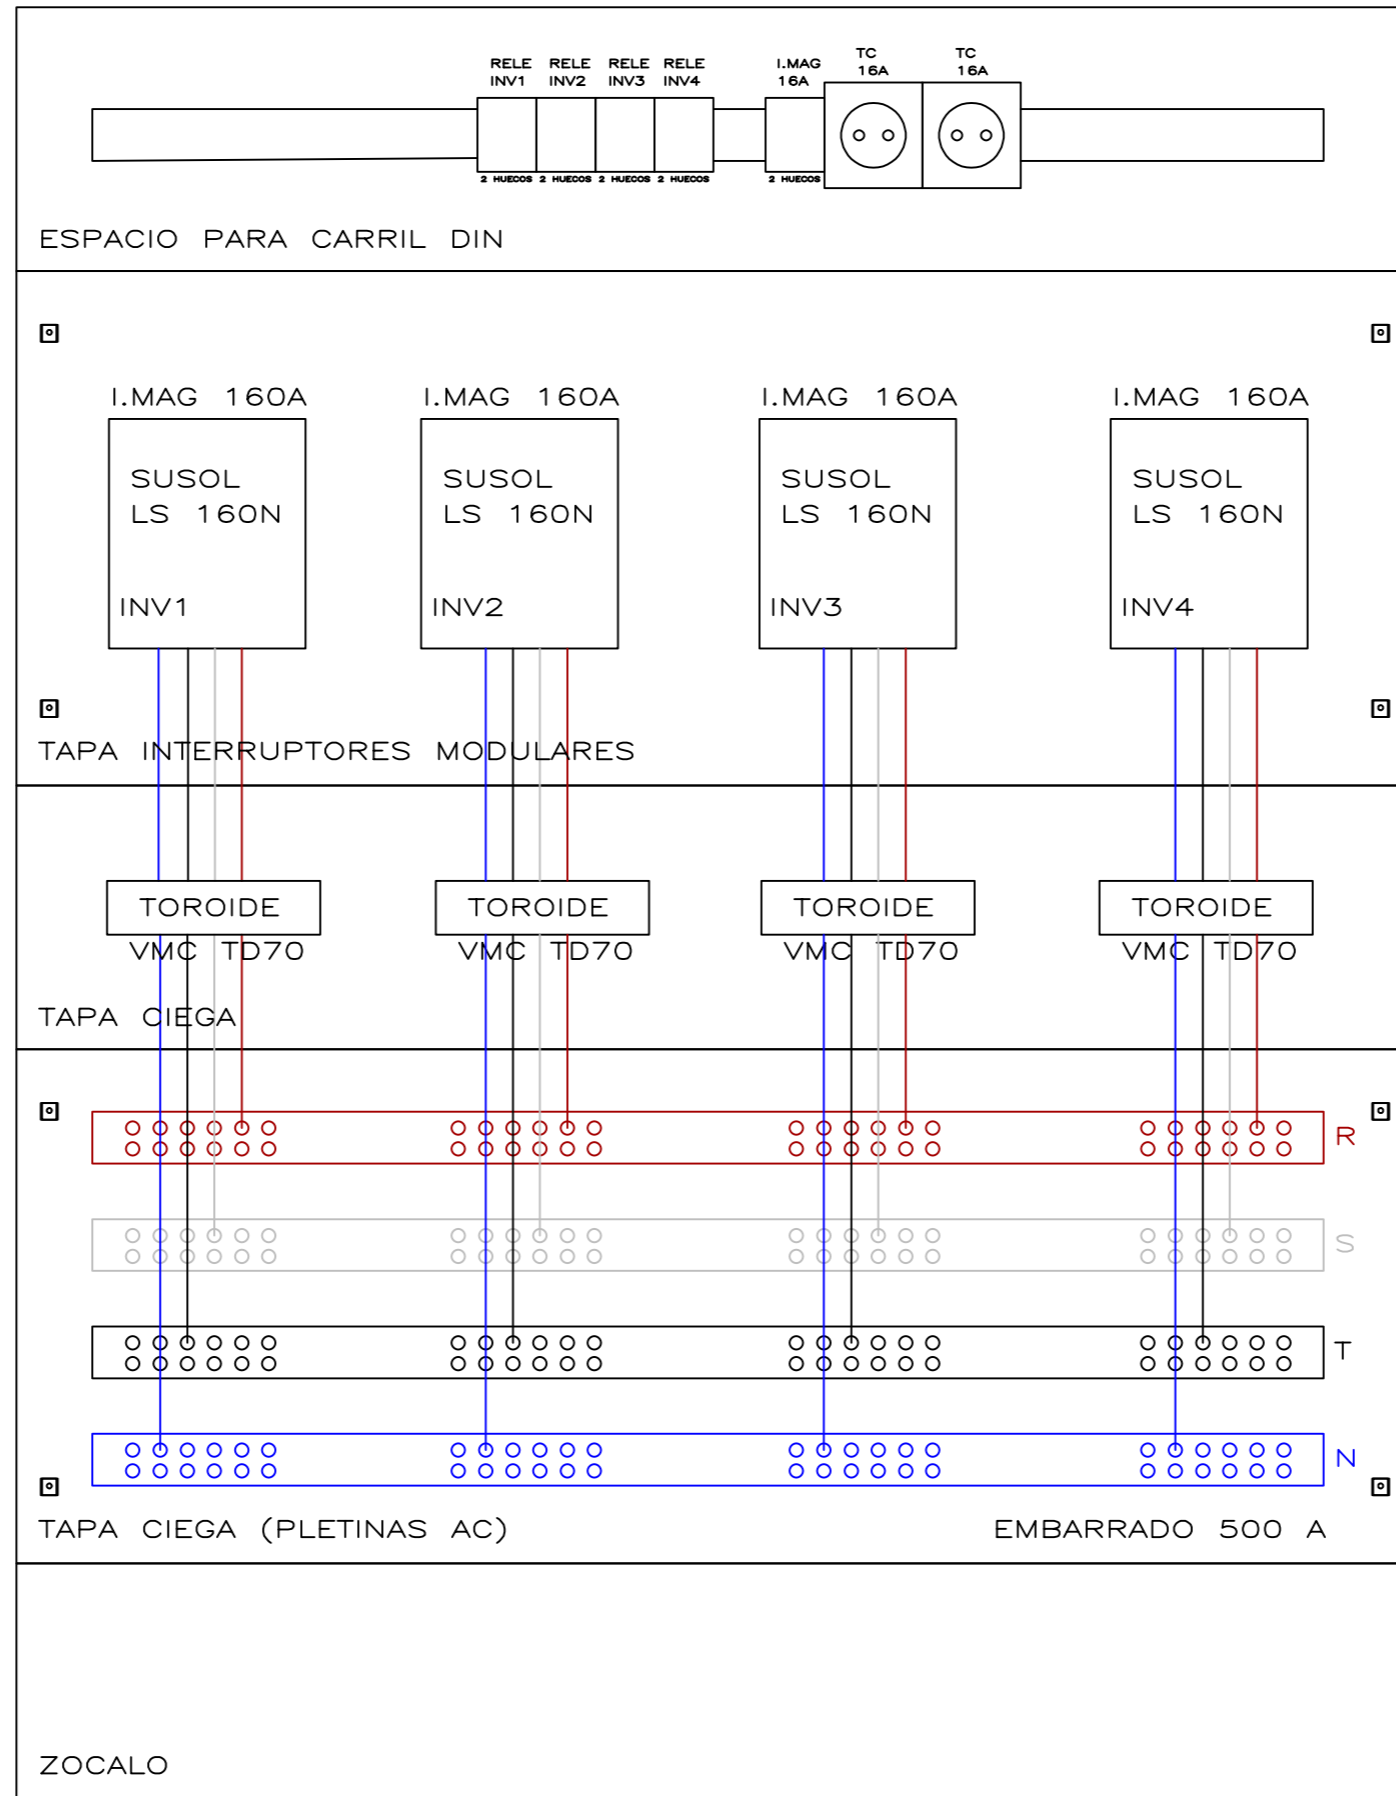 RELE RELE RELE RELE I.MAG TC TC
INV1 INV2 INV3 INV4 16A 16A 16A
2 HUECOS 2 HUECOS 2 HUECOS 2 HUECOS 2 HUECOS
ESPACIO PARA CARRIL DIN
I.MAG 160A I.MAG 160A I.MAG 160A I.MAG 160A
SUSOL SUSOL SUSOL SUSOL
LS 160N LS 160N LS 160N LS 160N
INV1 INV2 INV3 INV4
TAPA INTERRUPTORES MODULARES
TOROIDE TOROIDE TOROIDE TOROIDE
VMC TD70 VMC TD70 VMC TD70 VMC TD70
TAPA CIEGA
R
S
T
N
TAPA CIEGA (PLETINAS AC) EMBARRADO 500 A
ZOCALO